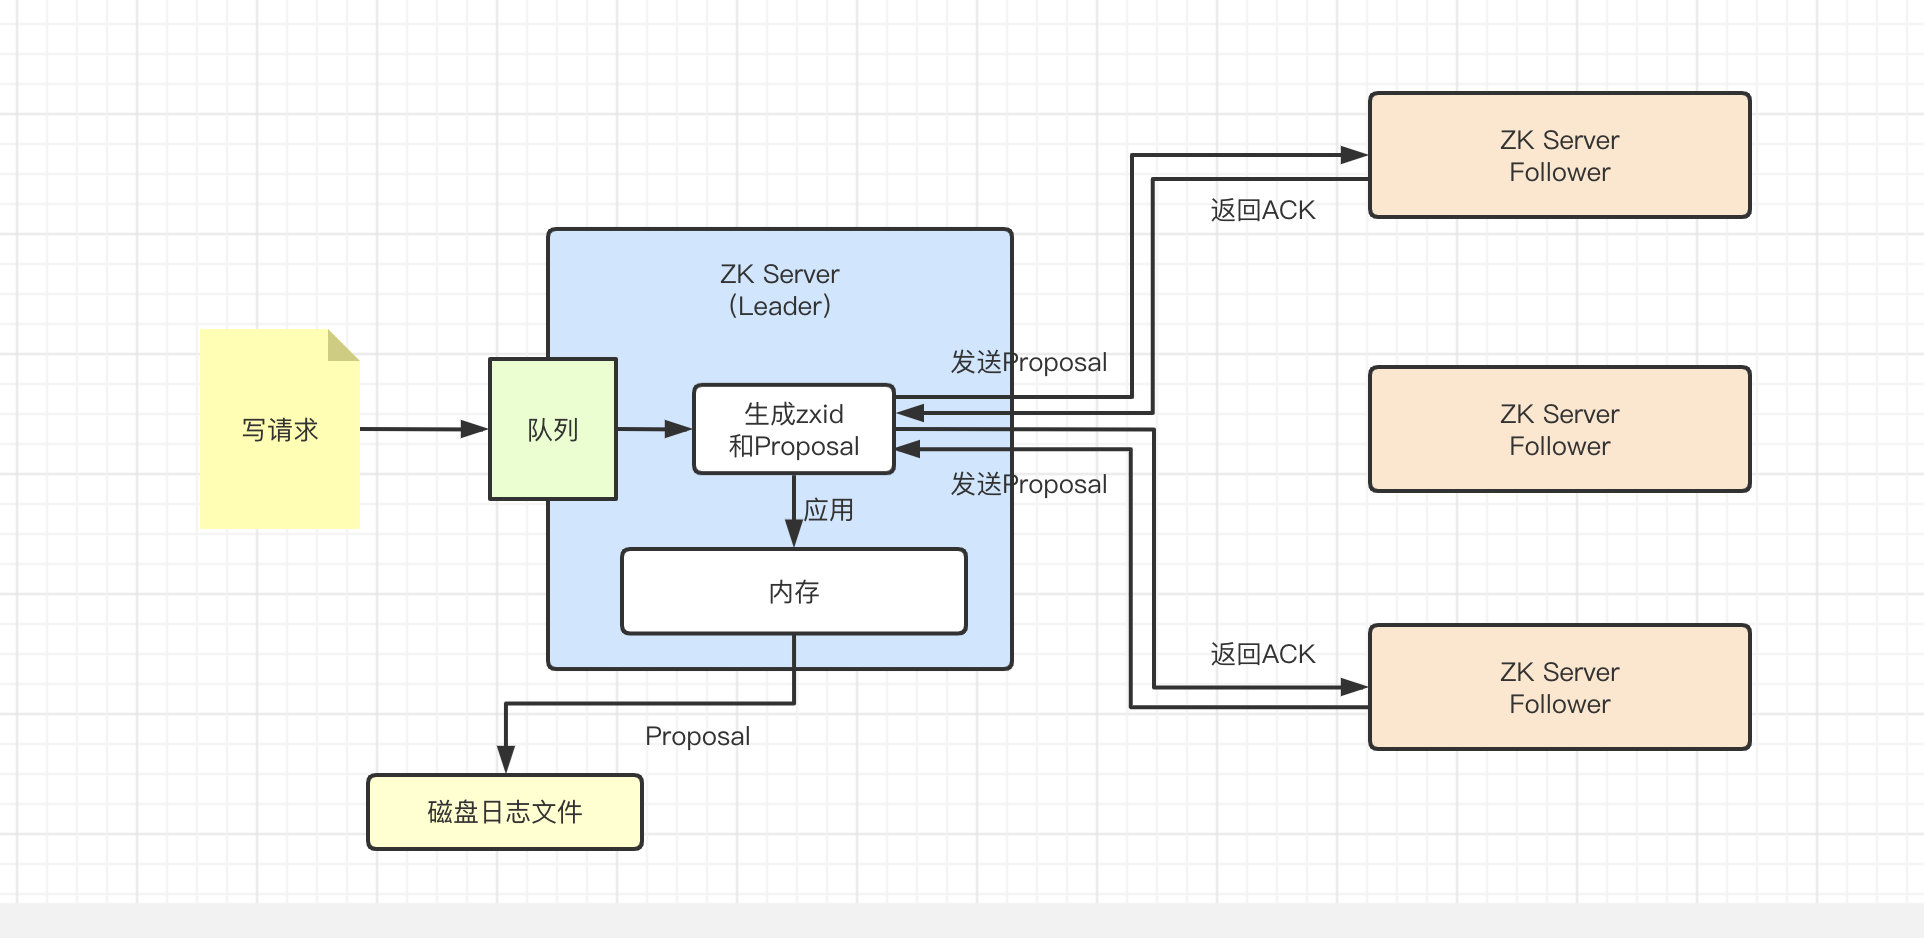 ZK Server
Follower
返回ACK
ZK Server
(Leader)
发送Proposal
写请求
队列
生成zxid
和Proposal
ZK Server
Follower
发送Proposal
应用
内存
返回ACK
ZK Server
Follower
Proposal
磁盘日志文件